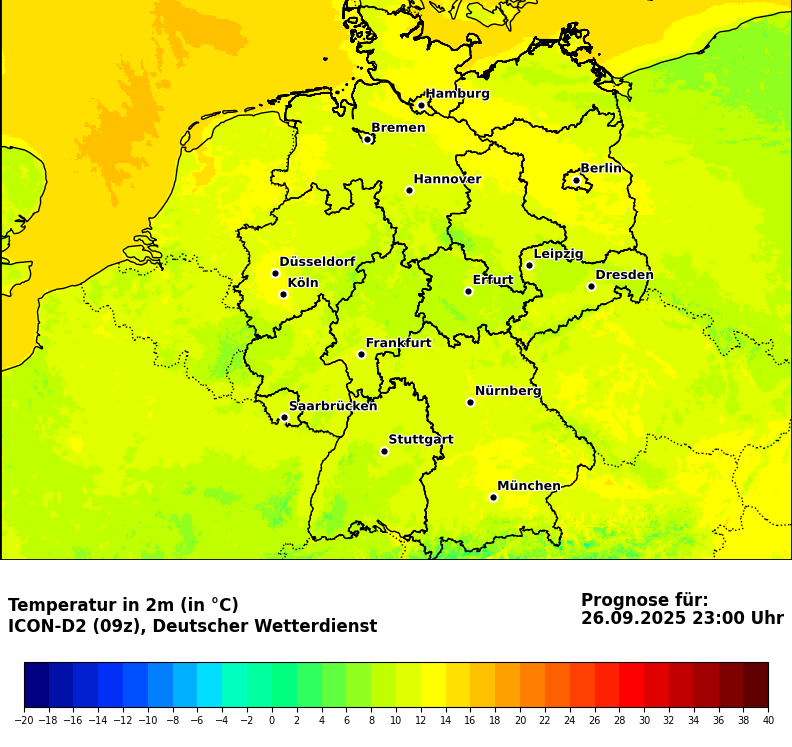 Hamburg
Bremen
Berlin
Hannover
Leipzig
Düsseldorf
Dresden
Köln
Erfurt
Frankfurt
Nürnberg
Saarbrücken
Stuttgart
München
Temperatur in 2m (in °C)
ICON-D2 (09z), Deutscher Wetterdienst
Prognose für:
26.09.2025 23:00 Uhr
−20 −18 −16 −14 −12 −10 −8 −6 −4 −2 0 2 4 6 8 10 12 14 16 18 20 22 24 26 28 30 32 34 36 38 40